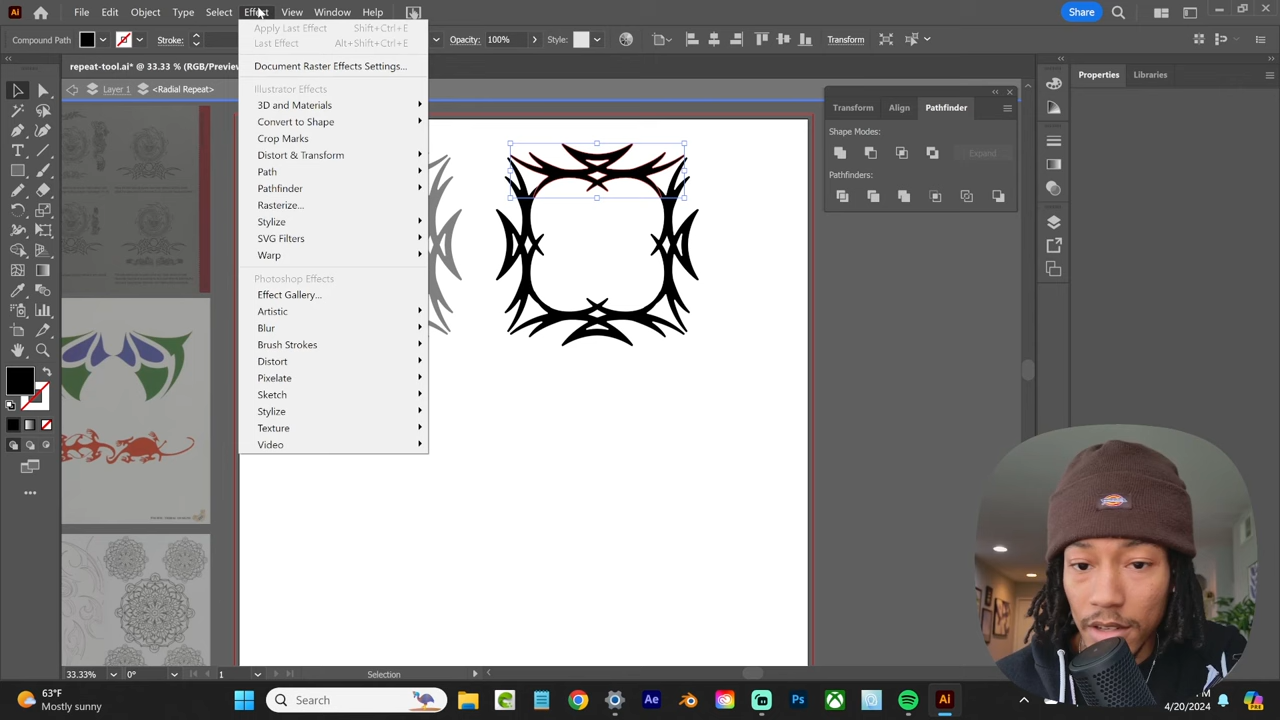 Ai File Edit Object Type Select Effect View Window Help Share
Compound Path Stroke: Opacity: 100% Style: Transform
repeat-tool.ai* @ 33.33 % (RGB/Preview
Layer 1 <Radial Repeat>
Apply Last Effect Shift+Ctrl+E
Last Effect Alt+Shift+Ctrl+E
Document Raster Effects Settings...
Illustrator Effects
3D and Materials
Convert to Shape
Crop Marks
Distort & Transform
Path
Pathfinder
Rasterize...
Stylize
SVG Filters
Warp
Photoshop Effects
Effect Gallery...
Artistic
Blur
Brush Strokes
Distort
Pixelate
Sketch
Stylize
Texture
Video
Transform Align Pathfinder
Shape Modes:
Expand
Pathfinders:
Properties Libraries
Dickies
33.33% 0° 1 Selection
63°F
Mostly sunny
Search
Ae Ps Ai
4/20/2024